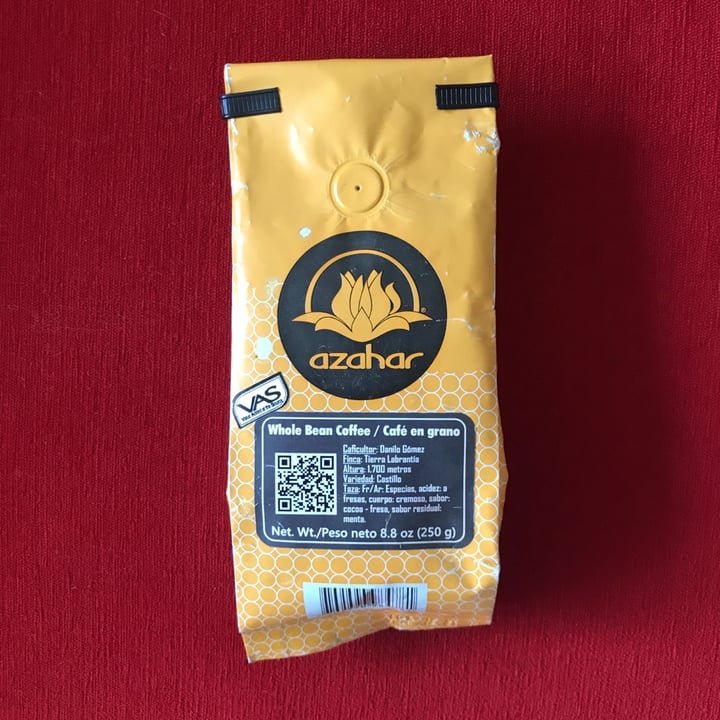 azahar
VAS
Whole Bean Coffee / Café en grano
Caficultor: Danilo Gómez
Finca: Tierra Labrantía
Altura: 1.700 metros
Variedad: Castillo
Taza: Fr/Ar: Especias, acidez: a
fresas, cuerpo: cremoso, sabor:
cocoa - fresa, sabor residual:
menta.
Net. Wt./Peso neto 8.8 oz (250 g)